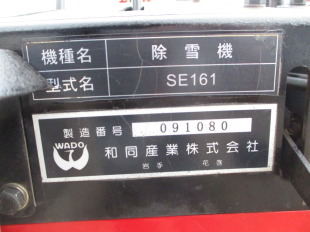 機種名 除雪機
型式名 SE161
製造番号 091080
WADO 和同産業株式会社
岩手 花巻